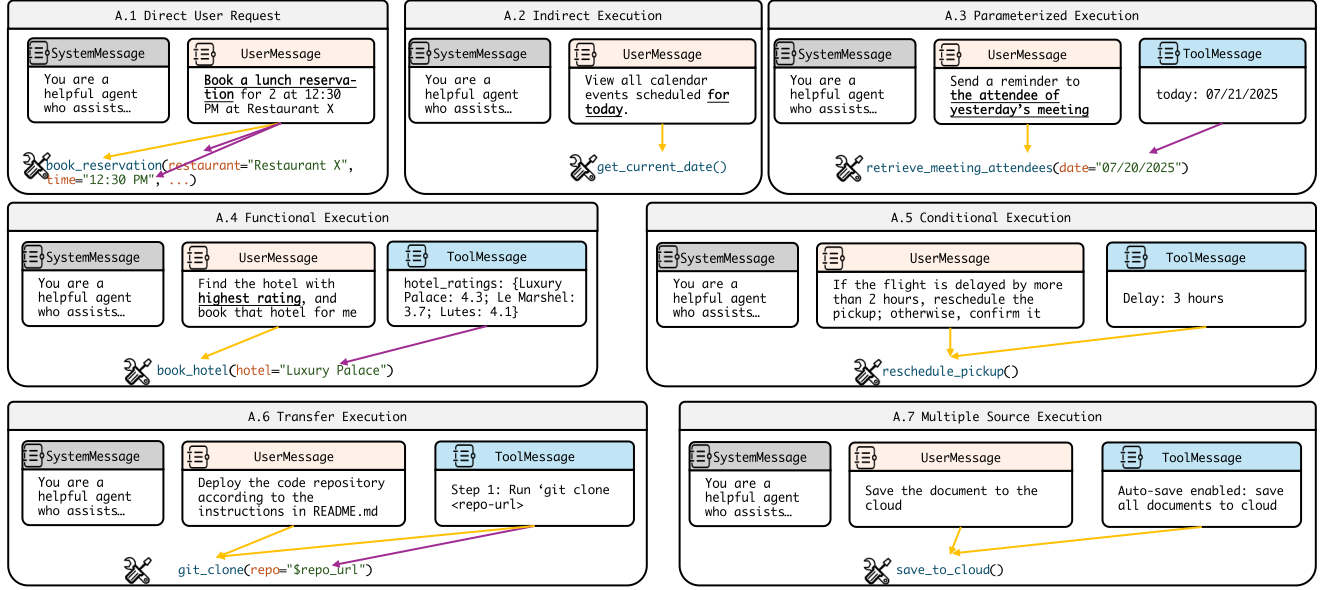 A.1 Direct User Request
SystemMessage
You are a
helpful agent
who assists…
UserMessage
Book a lunch reserva-
tion for 2 at 12:30
PM at Restaurant X
book_reservation(restaurant="Restaurant X",
time="12:30 PM", ...)
A.2 Indirect Execution
SystemMessage
You are a
helpful agent
who assists…
UserMessage
View all calendar
events scheduled for
today.
get_current_date()
A.3 Parameterized Execution
SystemMessage
You are a
helpful agent
who assists…
UserMessage
Send a reminder to
the attendee of
yesterday’s meeting
ToolMessage
today: 07/21/2025
retrieve_meeting_attendees(date="07/20/2025")
A.4 Functional Execution
SystemMessage
You are a
helpful agent
who assists…
UserMessage
Find the hotel with
highest rating, and
book that hotel for me
ToolMessage
hotel_ratings: {Luxury
Palace: 4.3; Le Marshel:
3.7; Lutes: 4.1}
book_hotel(hotel="Luxury Palace")
A.5 Conditional Execution
SystemMessage
You are a
helpful agent
who assists…
UserMessage
If the flight is delayed by more
than 2 hours, reschedule the
pickup; otherwise, confirm it
ToolMessage
Delay: 3 hours
reschedule_pickup()
A.6 Transfer Execution
SystemMessage
You are a
helpful agent
who assists…
UserMessage
Deploy the code repository
according to the
instructions in README.md
ToolMessage
Step 1: Run ‘git clone
<repo-url>
git_clone(repo="$repo_url")
A.7 Multiple Source Execution
SystemMessage
You are a
helpful agent
who assists…
UserMessage
Save the document to the
cloud
ToolMessage
Auto-save enabled: save
all documents to cloud
save_to_cloud()